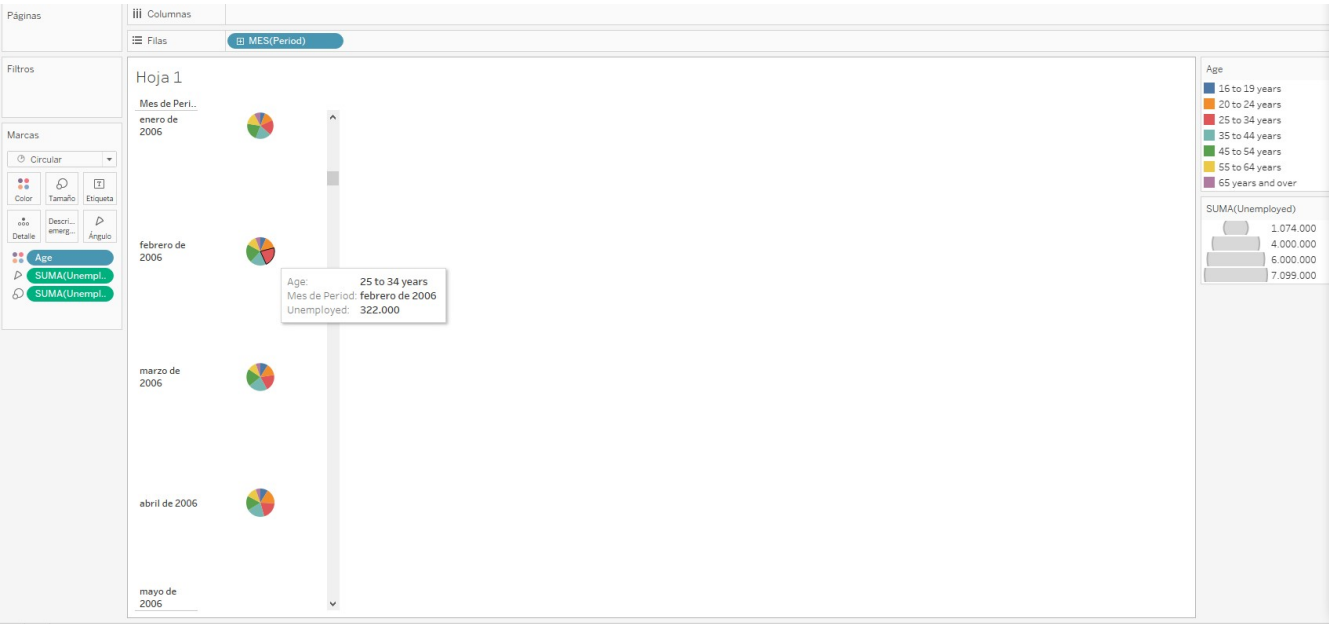 Páginas
Columnas
Filas
MES(Period)
Filtros
Marcas
Circular
Color
Tamaño
Etiqueta
Detalle
Descri...
emerg...
Ángulo
Age
SUMA(Unempl..
SUMA(Unempl..
Hoja 1
Mes de Peri..
enero de
2006
febrero de
2006
Age: 25 to 34 years
Mes de Period: febrero de 2006
Unemployed: 322.000
marzo de
2006
abril de 2006
mayo de
2006
Age
16 to 19 years
20 to 24 years
25 to 34 years
35 to 44 years
45 to 54 years
55 to 64 years
65 years and over
SUMA(Unemployed)
1.074.000
4.000.000
6.000.000
7.099.000